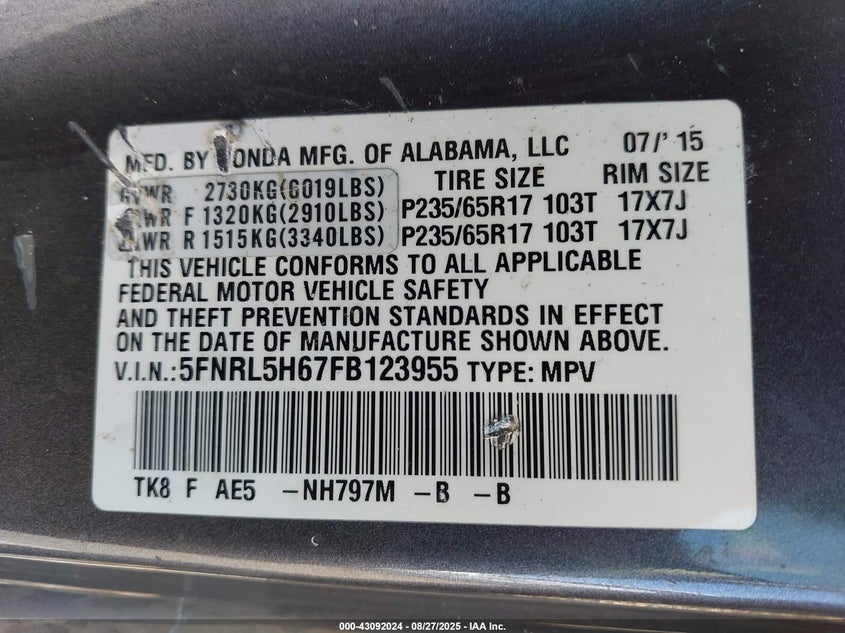 MFD. BY HONDA MFG. OF ALABAMA, LLC 07/'15
GVWR 2730KG(6019LBS) TIRE SIZE RIM SIZE
GAWR F 1320KG(2910LBS) P235/65R17 103T 17X7J
GAWR R 1515KG(3340LBS) P235/65R17 103T 17X7J
THIS VEHICLE CONFORMS TO ALL APPLICABLE
FEDERAL MOTOR VEHICLE SAFETY
AND THEFT PREVENTION STANDARDS IN EFFECT
ON THE DATE OF MANUFACTURE SHOWN ABOVE.
V.I.N.:5FNRL5H67FB123955 TYPE: MPV
TK8 F AE5 -NH797M -B -B
000-43092024 - 08/27/2025 - IAA Inc.